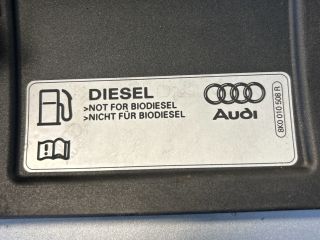 DIESEL
>NOT FOR BIODIESEL
>NICHT FÜR BIODIESEL
Audi
8K0 010 508 R